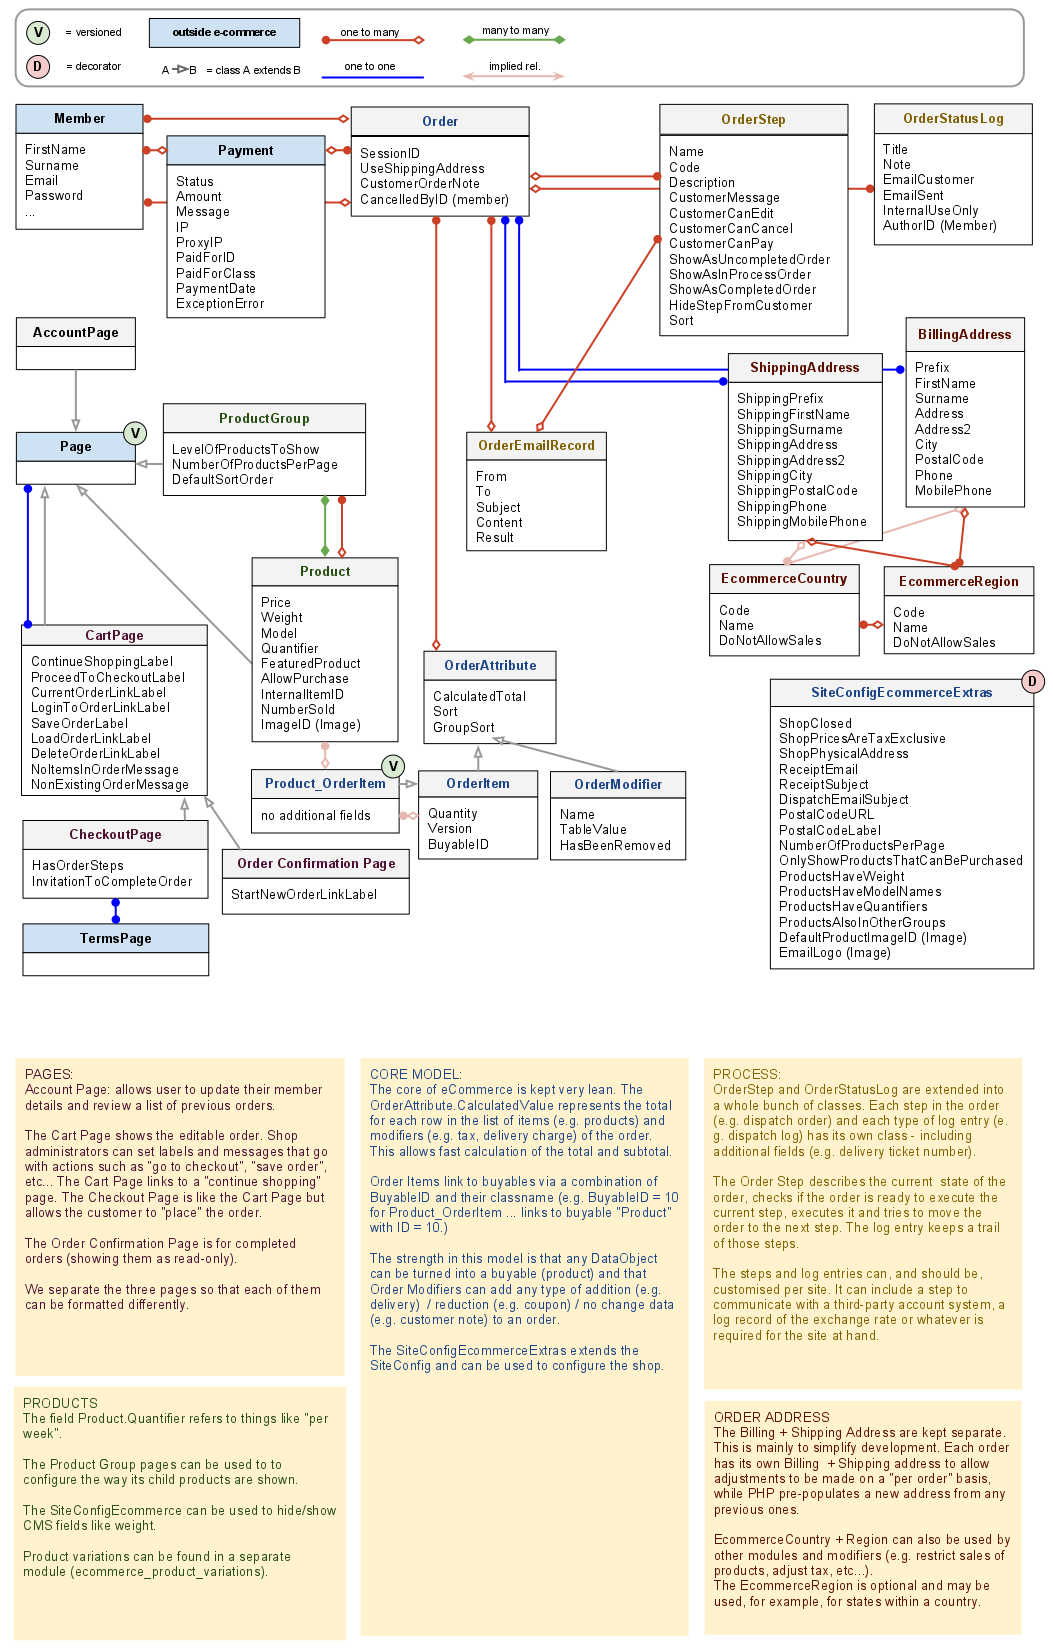 V = versioned
outside e-commerce
one to many
many to many
D = decorator
A B = class A extends B
one to one
implied rel.
Member
FirstName
Surname
Email
Password
...
Payment
Status
Amount
Message
IP
ProxyIP
PaidForID
PaidForClass
PaymentDate
ExceptionError
Order
SessionID
UseShippingAddress
CustomerOrderNote
CancelledByID (member)
OrderStep
Name
Code
Description
CustomerMessage
CustomerCanEdit
CustomerCanCancel
CustomerCanPay
ShowAsUncompletedOrder
ShowAsInProcessOrder
ShowAsCompletedOrder
HideStepFromCustomer
Sort
OrderStatusLog
Title
Note
EmailCustomer
EmailSent
InternalUseOnly
AuthorID (Member)
AccountPage
Page
V
ProductGroup
LevelOfProductsToShow
NumberOfProductsPerPage
DefaultSortOrder
OrderEmailRecord
From
To
Subject
Content
Result
ShippingAddress
ShippingPrefix
ShippingFirstName
ShippingSurname
ShippingAddress
ShippingAddress2
ShippingCity
ShippingPostalCode
ShippingPhone
ShippingMobilePhone
BillingAddress
Prefix
FirstName
Surname
Address
Address2
City
PostalCode
Phone
MobilePhone
Product
Price
Weight
Model
Quantifier
FeaturedProduct
AllowPurchase
InternalItemID
NumberSold
ImageID (Image)
EcommerceCountry
Code
Name
DoNotAllowSales
EcommerceRegion
Code
Name
DoNotAllowSales
CartPage
ContinueShoppingLabel
ProceedToCheckoutLabel
CurrentOrderLinkLabel
LoginToOrderLinkLabel
SaveOrderLabel
LoadOrderLinkLabel
DeleteOrderLinkLabel
NoItemsInOrderMessage
NonExistingOrderMessage
OrderAttribute
CalculatedTotal
Sort
GroupSort
D
SiteConfigEcommerceExtras
ShopClosed
ShopPricesAreTaxExclusive
ShopPhysicalAddress
ReceiptEmail
ReceiptSubject
DispatchEmailSubject
PostalCodeURL
PostalCodeLabel
NumberOfProductsPerPage
OnlyShowProductsThatCanBePurchased
ProductsHaveWeight
ProductsHaveModelNames
ProductsHaveQuantifiers
ProductsAlsoInOtherGroups
DefaultProductImageID (Image)
EmailLogo (Image)
V
Product_OrderItem
no additional fields
OrderItem
Quantity
Version
BuyableID
OrderModifier
Name
TableValue
HasBeenRemoved
CheckoutPage
HasOrderSteps
InvitationToCompleteOrder
Order Confirmation Page
StartNewOrderLinkLabel
TermsPage
PAGES:
Account Page: allows user to update their member
details and review a list of previous orders.
The Cart Page shows the editable order. Shop
administrators can set labels and messages that go
with actions such as "go to checkout", "save order",
etc... The Cart Page links to a "continue shopping"
page. The Checkout Page is like the Cart Page but
allows the customer to "place" the order.
The Order Confirmation Page is for completed
orders (showing them as read-only).
We separate the three pages so that each of them
can be formatted differently.
CORE MODEL:
The core of eCommerce is kept very lean. The
OrderAttribute.CalculatedValue represents the total
for each row in the list of items (e.g. products) and
modifiers (e.g. tax, delivery charge) of the order.
This allows fast calculation of the total and subtotal.
Order Items link to buyables via a combination of
BuyableID and their classname (e.g. BuyableID = 10
for Product_OrderItem ... links to buyable "Product"
with ID = 10.)
The strength in this model is that any DataObject
can be turned into a buyable (product) and that
Order Modifiers can add any type of addition (e.g.
delivery) / reduction (e.g. coupon) / no change data
(e.g. customer note) to an order.
The SiteConfigEcommerceExtras extends the
SiteConfig and can be used to configure the shop.
PROCESS:
OrderStep and OrderStatusLog are extended into
a whole bunch of classes. Each step in the order
(e.g. dispatch order) and each type of log entry (e.
g. dispatch log) has its own class - including
additional fields (e.g. delivery ticket number).
The Order Step describes the current state of the
order, checks if the order is ready to execute the
current step, executes it and tries to move the
order to the next step. The log entry keeps a trail
of those steps.
The steps and log entries can, and should be,
customised per site. It can include a step to
communicate with a third-party account system, a
log record of the exchange rate or whatever is
required for the site at hand.
PRODUCTS
The field Product.Quantifier refers to things like "per
week".
The Product Group pages can be used to to
configure the way its child products are shown.
The SiteConfigEcommerce can be used to hide/show
CMS fields like weight.
Product variations can be found in a separate
module (ecommerce_product_variations).
ORDER ADDRESS
The Billing + Shipping Address are kept separate.
This is mainly to simplify development. Each order
has its own Billing + Shipping address to allow
adjustments to be made on a "per order" basis,
while PHP pre-populates a new address from any
previous ones.
EcommerceCountry + Region can also be used by
other modules and modifiers (e.g. restrict sales of
products, adjust tax, etc...).
The EcommerceRegion is optional and may be
used, for example, for states within a country.